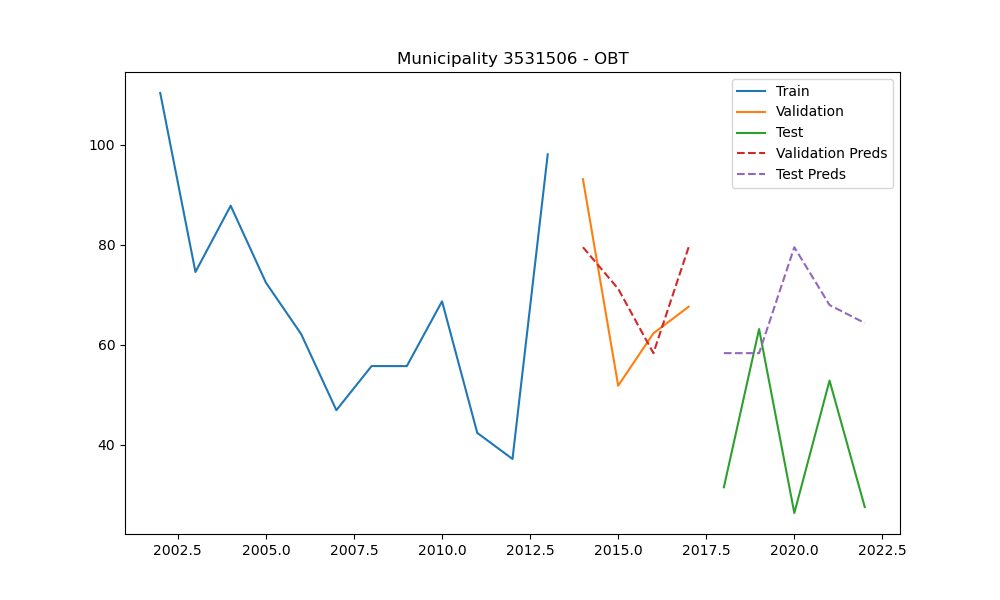 Municipality 3531506 - OBT
Train
Validation
Test
Validation Preds
Test Preds
100
80
60
40
2002.5 2005.0 2007.5 2010.0 2012.5 2015.0 2017.5 2020.0 2022.5